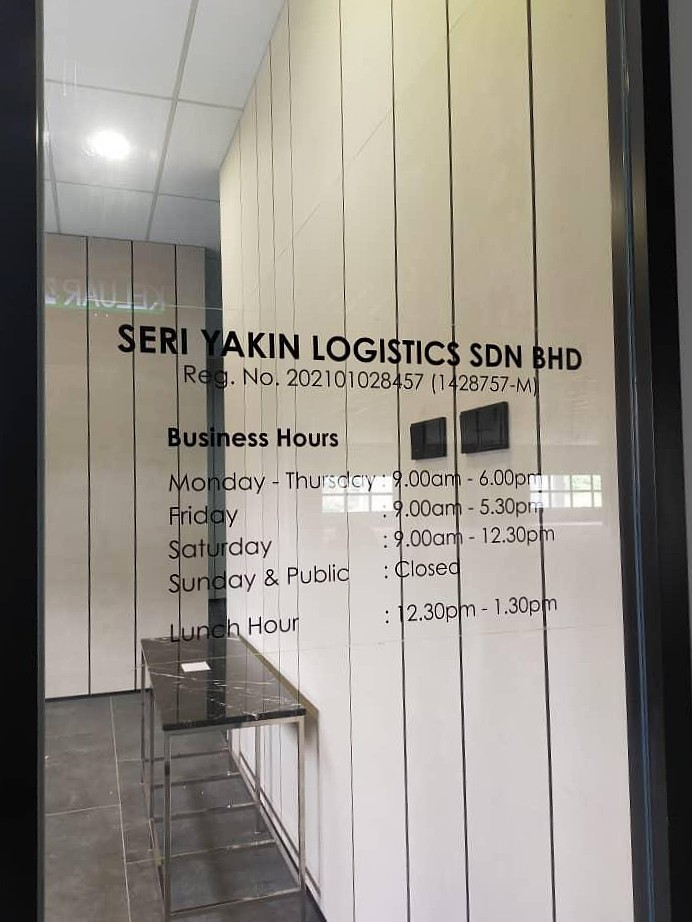 KELUAR
SERI YAKIN LOGISTICS SDN BHD
Reg. No. 202101028457 (1428757-M)
Business Hours
Monday - Thursday : 9.00am - 6.00pm
Friday : 9.00am - 5.30pm
Saturday : 9.00am - 12.30pm
Sunday & Public : Closed
Lunch Hour : 12.30pm - 1.30pm